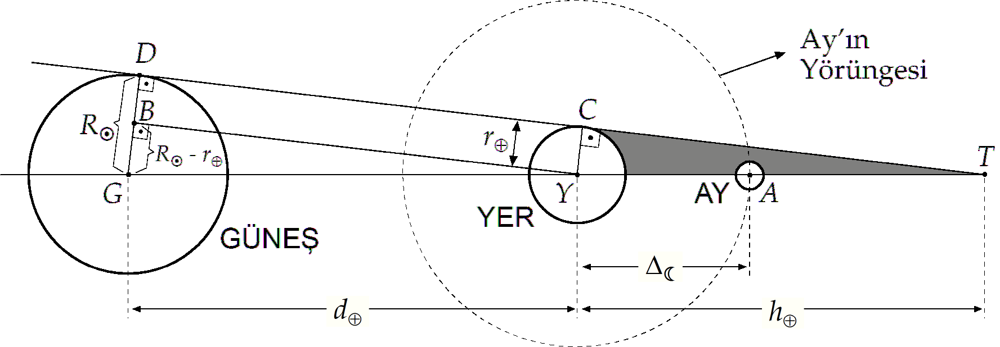 D
Ay'ın
Yörüngesi
B
C
R☉
r⊕
R☉ - r⊕
T
G
Y
AY
A
YER
GÜNEŞ
Δ☾
d⊕
h⊕